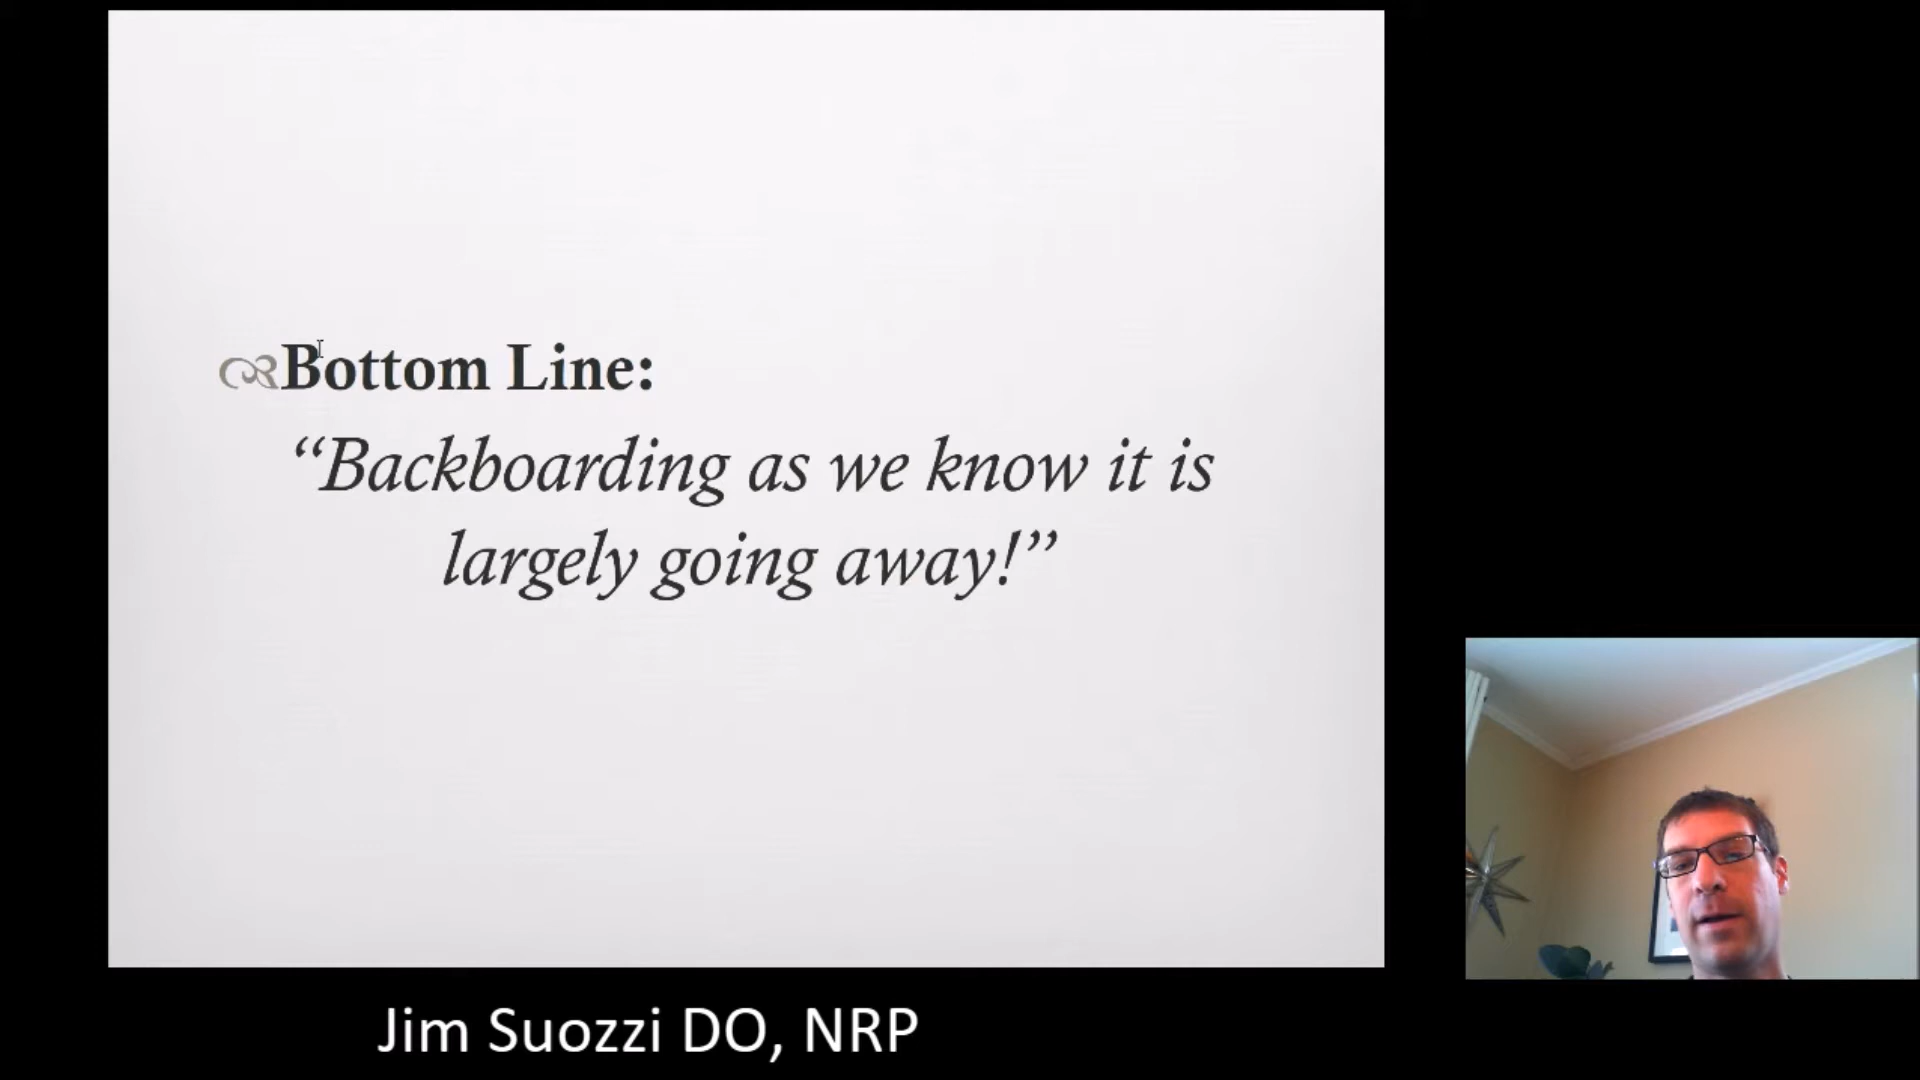 Bottom Line:
“Backboarding as we know it is
largely going away!”
Jim Suozzi DO, NRP